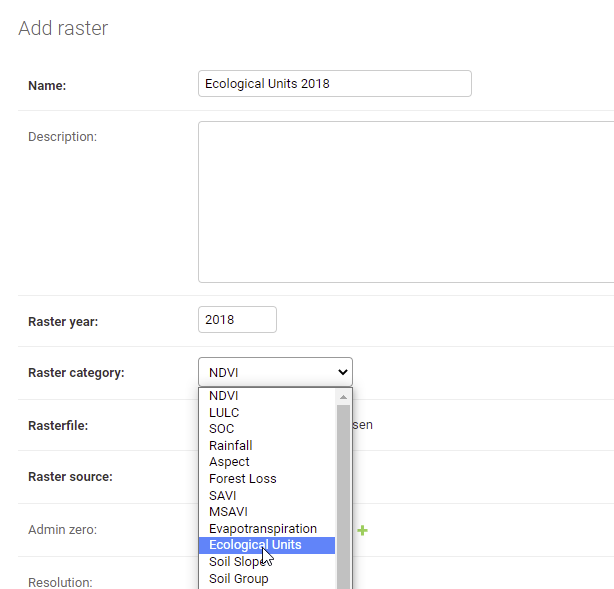 Add raster
Name:
Ecological Units 2018
Description:
Raster year:
2018
Raster category:
NDVI
NDVI
LULC
SOC
Rainfall
Aspect
Forest Loss
SAVI
MSAVI
Evapotranspiration
Ecological Units
Soil Slope
Soil Group
Rasterfile:
sen
Raster source:
Admin zero:
Resolution: